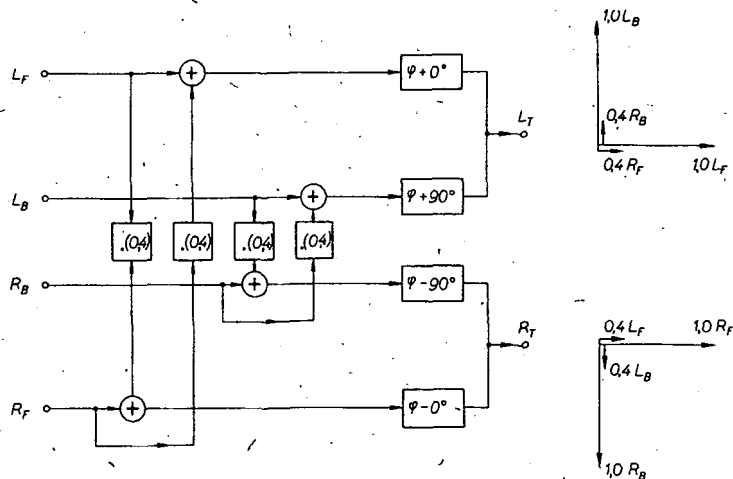 L_F
φ+0°
L_T
L_B
φ+90°
.(0,4)
.(0,4)
.(0,4)
.(0,4)
R_B
φ-90°
R_T
R_F
φ-0°
1,0 L_B
0,4 R_B
0,4 R_F
1,0 L_F
0,4 L_F
1,0 R_F
0,4 L_B
1,0 R_B